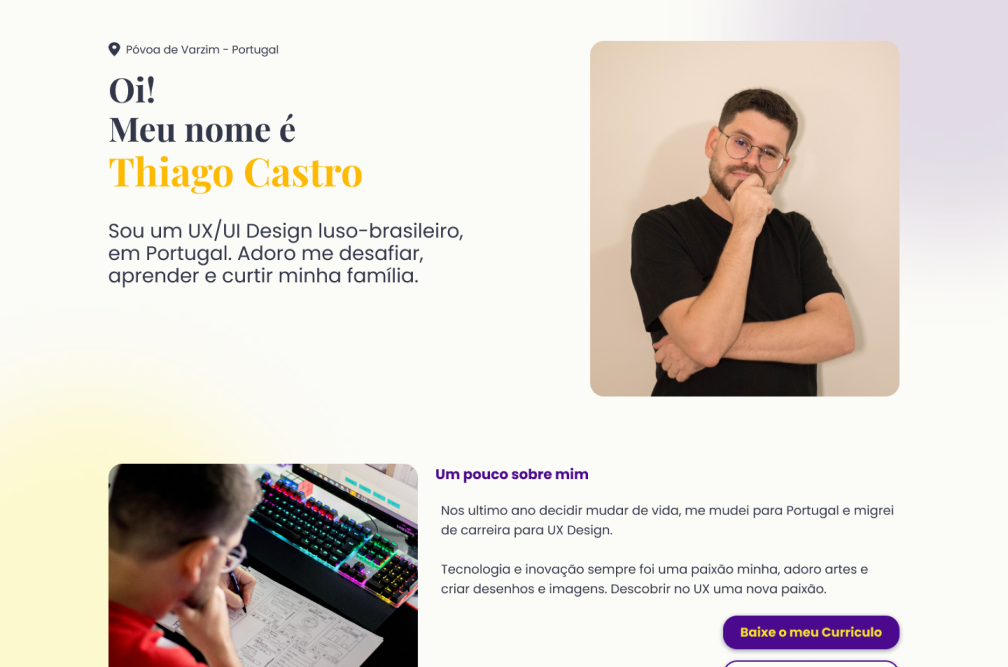 Póvoa de Varzim - Portugal
Oi!
Meu nome é
Thiago Castro
Sou um UX/UI Design luso-brasileiro,
em Portugal. Adoro me desafiar,
aprender e curtir minha família.
Um pouco sobre mim
Nos ultimo ano decidir mudar de vida, me mudei para Portugal e migrei
de carreira para UX Design.
Tecnologia e inovação sempre foi uma paixão minha, adoro artes e
criar desenhos e imagens. Descobrir no UX uma nova paixão.
Baixe o meu Curriculo